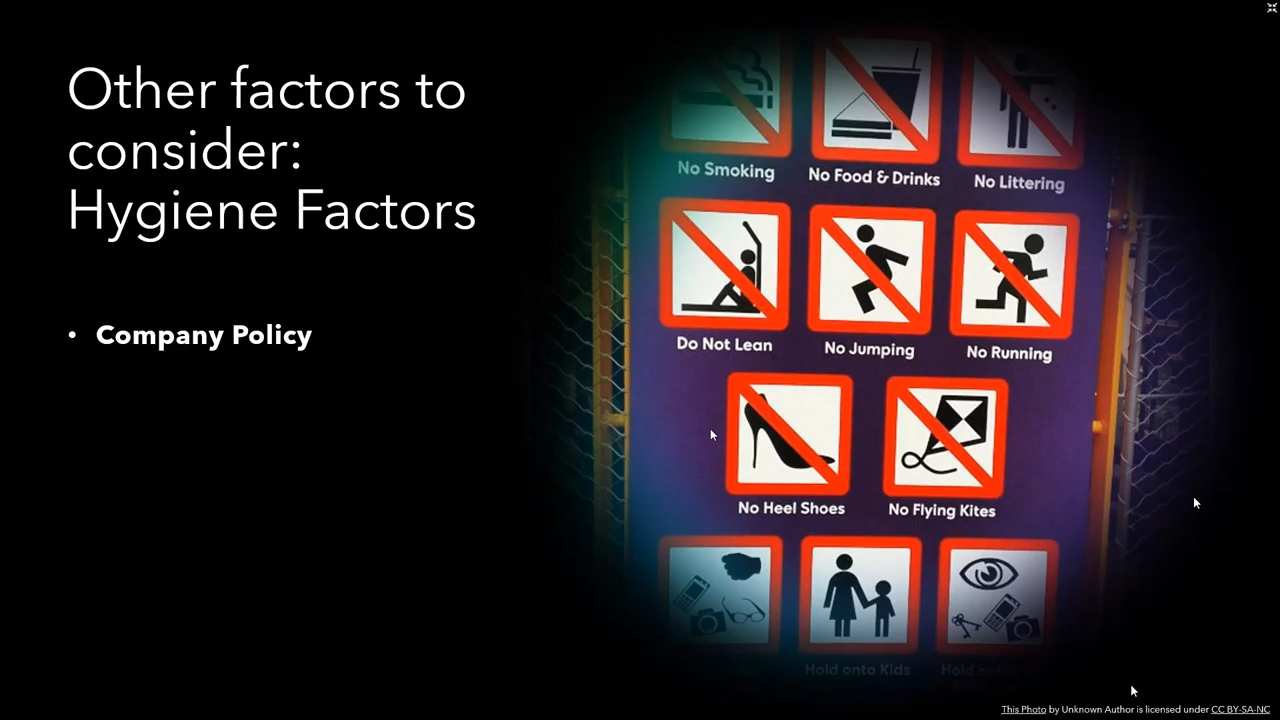 Other factors to
consider:
Hygiene Factors
• Company Policy
No Smoking
No Food & Drinks
No Littering
Do Not Lean
No Jumping
No Running
No Heel Shoes
No Flying Kites
Hold onto Kids
Hold
This Photo by Unknown Author is licensed under CC BY-SA-NC